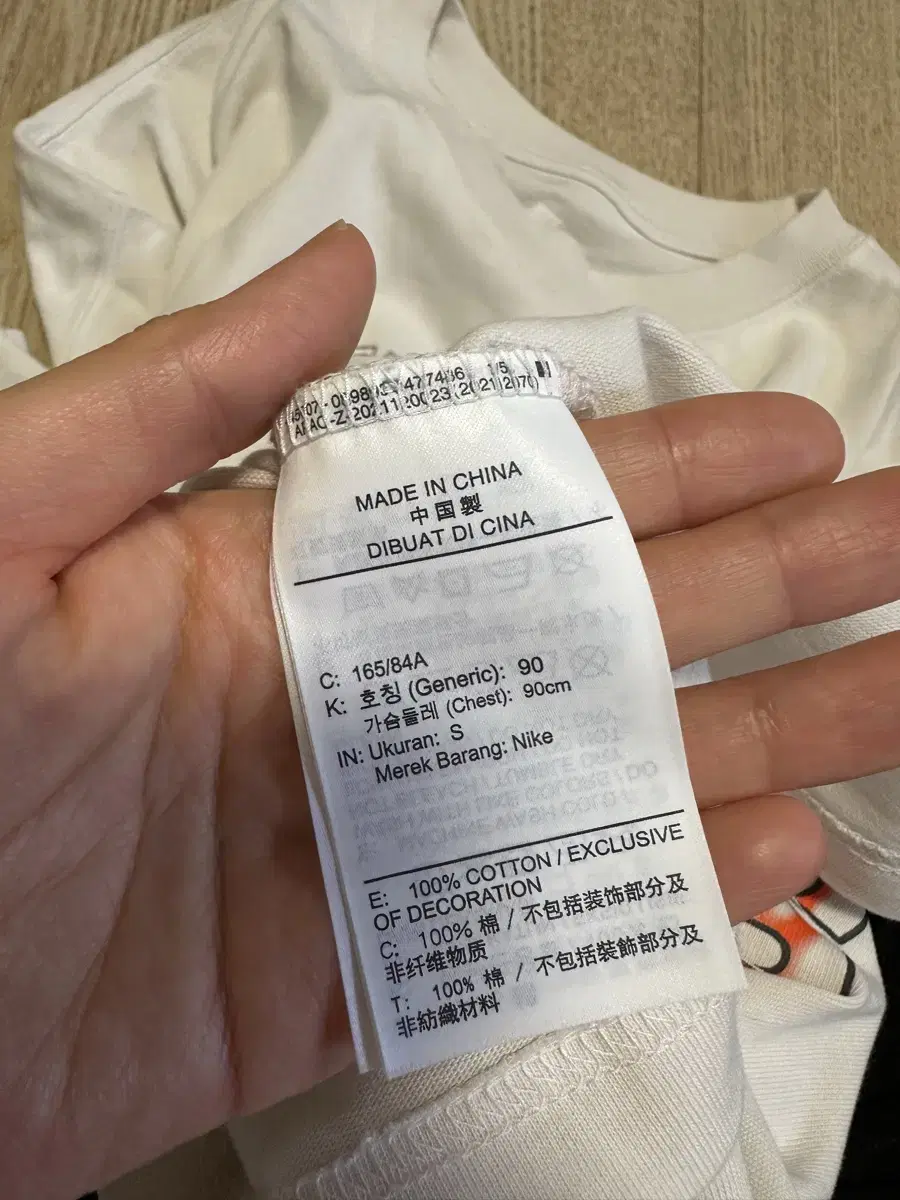 MADE IN CHINA
中国製
DIBUAT DI CINA
C: 165/84A
K: 호칭 (Generic): 90
가슴둘레 (Chest): 90cm
IN: Ukuran: S
Merek Barang: Nike
E: 100% COTTON / EXCLUSIVE
OF DECORATION
C: 100% 棉 / 不包括装饰部分及
非纤维物质
T: 100% 棉 / 不包括裝飾部分及
非紡織材料